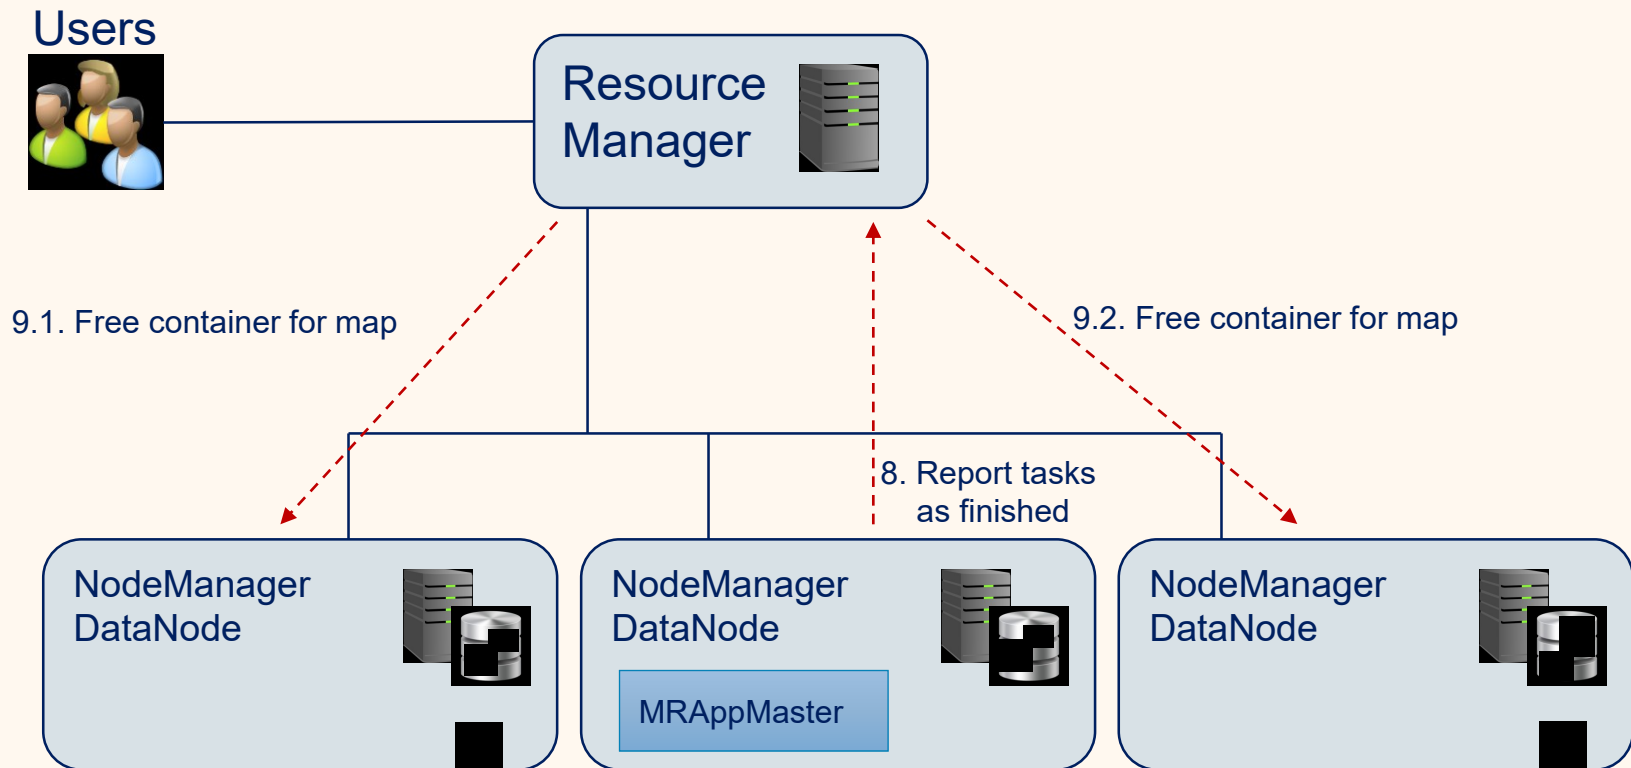 Users
Resource
Manager
9.1. Free container for map
9.2. Free container for map
8. Report tasks
as finished
NodeManager
DataNode
NodeManager
DataNode
MRAppMaster
NodeManager
DataNode